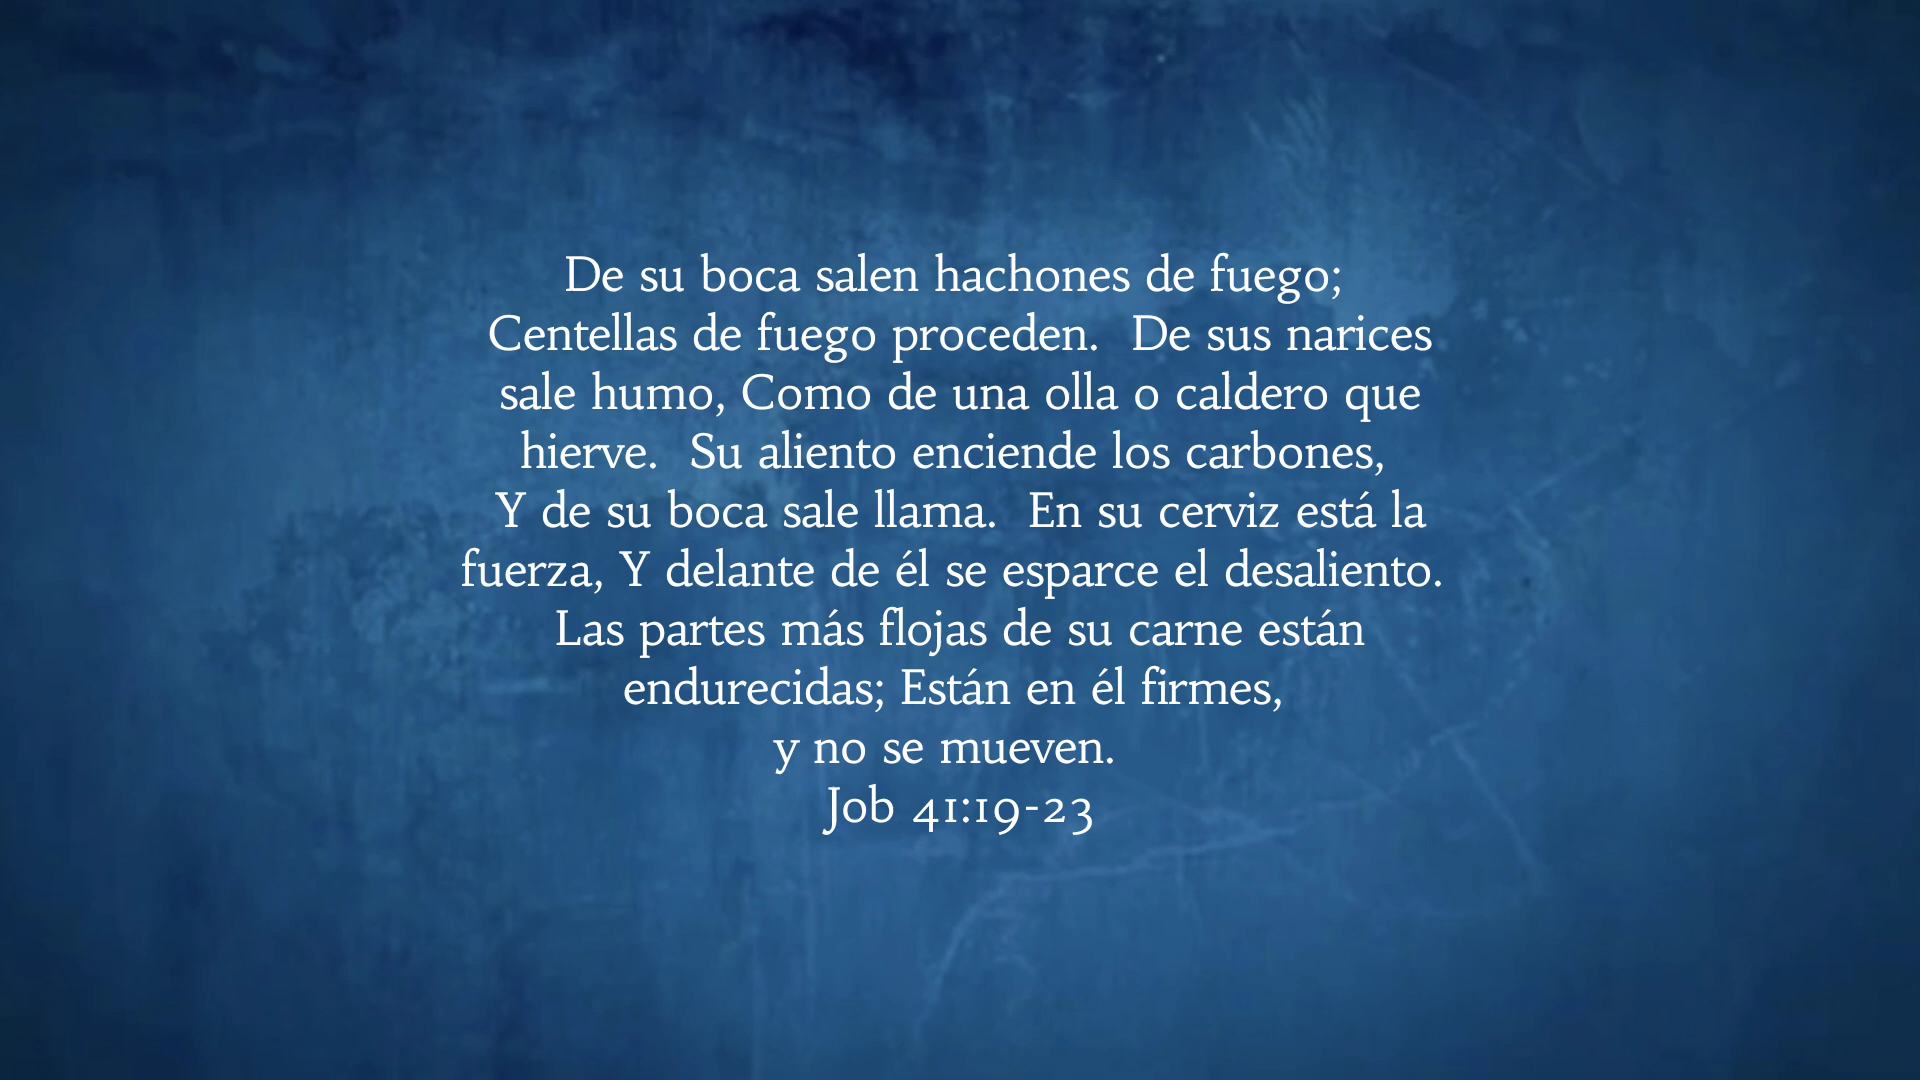 De su boca salen hachones de fuego;
Centellas de fuego proceden.  De sus narices
sale humo, Como de una olla o caldero que
hierve.  Su aliento enciende los carbones,
Y de su boca sale llama.  En su cerviz está la
fuerza, Y delante de él se esparce el desaliento.
Las partes más flojas de su carne están
endurecidas; Están en él firmes,
y no se mueven.
Job 41:19-23